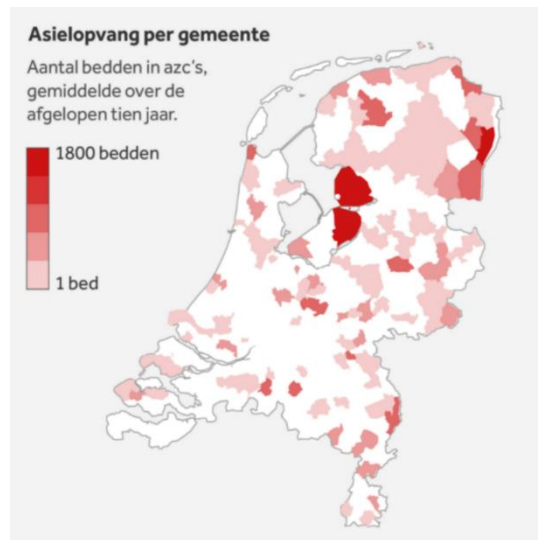 Asielopvang per gemeente
Aantal bedden in azc's,
gemiddelde over de
afgelopen tien jaar.
1800 bedden
1 bed